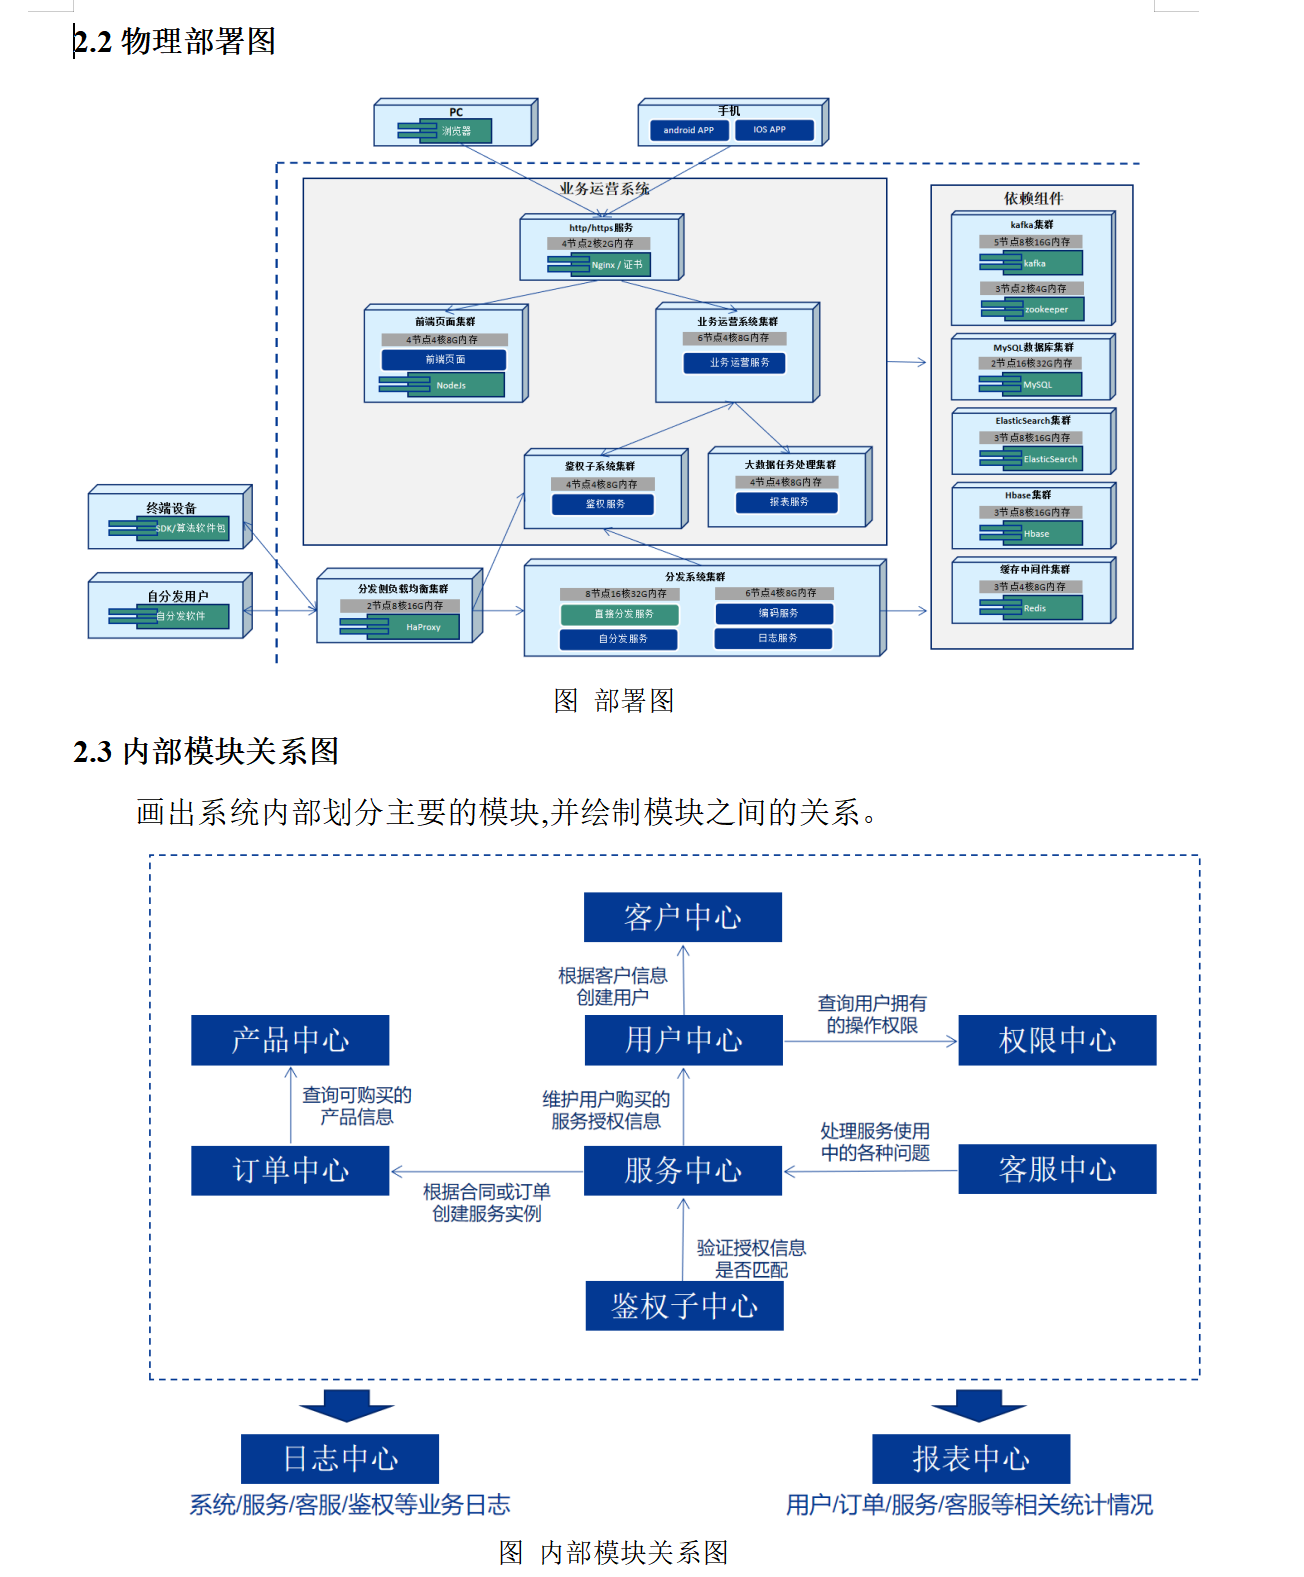 2.2 物理部署图
PC
浏览器
手机
android APP
IOS APP
业务运营系统
http/https服务
4节点2核2G内存
Nginx / 证书
前端页面集群
4节点4核8G内存
前端页面
NodeJs
业务运营系统集群
6节点4核8G内存
业务运营服务
鉴权子系统集群
4节点4核8G内存
鉴权服务
大数据任务处理集群
4节点4核8G内存
报表服务
依赖组件
kafka集群
5节点8核16G内存
kafka
3节点2核4G内存
zookeeper
MySQL数据库集群
2节点16核32G内存
MySQL
ElasticSearch集群
3节点8核16G内存
ElasticSearch
Hbase集群
3节点8核16G内存
Hbase
缓存中间件集群
3节点4核8G内存
Redis
终端设备
SDK/算法软件包
自分发用户
自分发软件
分发侧负载均衡集群
2节点8核16G内存
HaProxy
分发系统集群
8节点16核32G内存
直接分发服务
自分发服务
6节点4核8G内存
编码服务
日志服务
图 部署图
2.3 内部模块关系图
画出系统内部划分主要的模块,并绘制模块之间的关系。
客户中心
根据客户信息
创建用户
产品中心
用户中心
查询用户拥有
的操作权限
权限中心
查询可购买的
产品信息
维护用户购买的
服务授权信息
处理服务使用
中的各种问题
订单中心
根据合同或订单
创建服务实例
服务中心
客服中心
验证授权信息
是否匹配
鉴权子中心
日志中心
系统/服务/客服/鉴权等业务日志
报表中心
用户/订单/服务/客服等相关统计情况
图 内部模块关系图